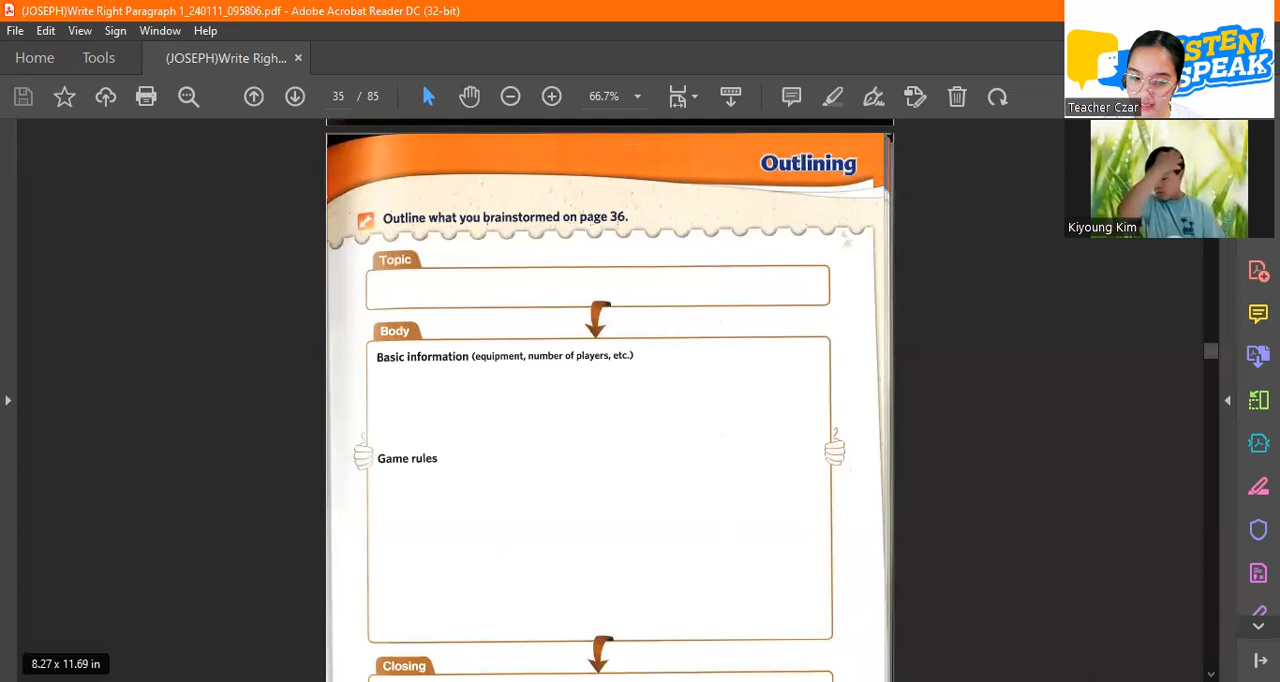 (JOSEPH)Write Right Paragraph 1_240111_095806.pdf - Adobe Acrobat Reader DC (32-bit)
File Edit View Sign Window Help
Home Tools (JOSEPH)Write Righ... ×
35 / 85 66.7%
ISTEN
SPEAK
Teacher Czar
Kiyoung Kim
Outlining
Outline what you brainstormed on page 36.
Topic
Body
Basic information (equipment, number of players, etc.)
Game rules
Closing
8.27 x 11.69 in